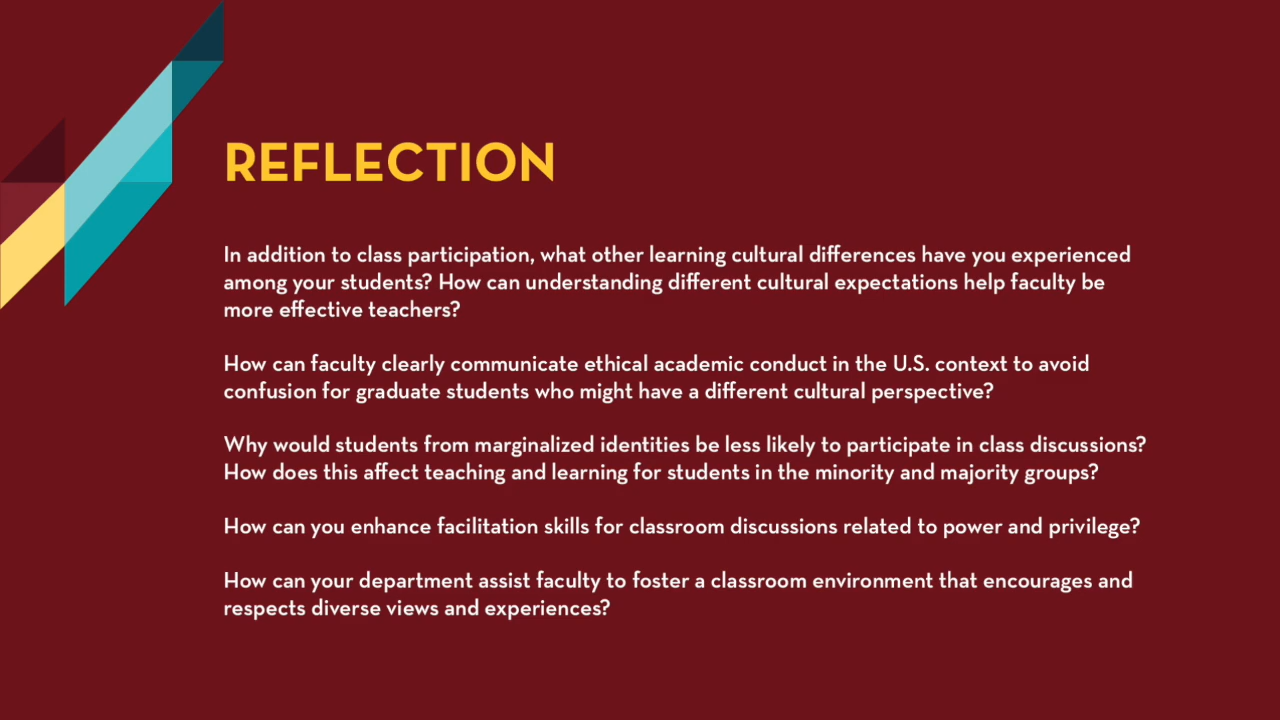 REFLECTION
In addition to class participation, what other learning cultural differences have you experienced
among your students? How can understanding different cultural expectations help faculty be
more effective teachers?
How can faculty clearly communicate ethical academic conduct in the U.S. context to avoid
confusion for graduate students who might have a different cultural perspective?
Why would students from marginalized identities be less likely to participate in class discussions?
How does this affect teaching and learning for students in the minority and majority groups?
How can you enhance facilitation skills for classroom discussions related to power and privilege?
How can your department assist faculty to foster a classroom environment that encourages and
respects diverse views and experiences?